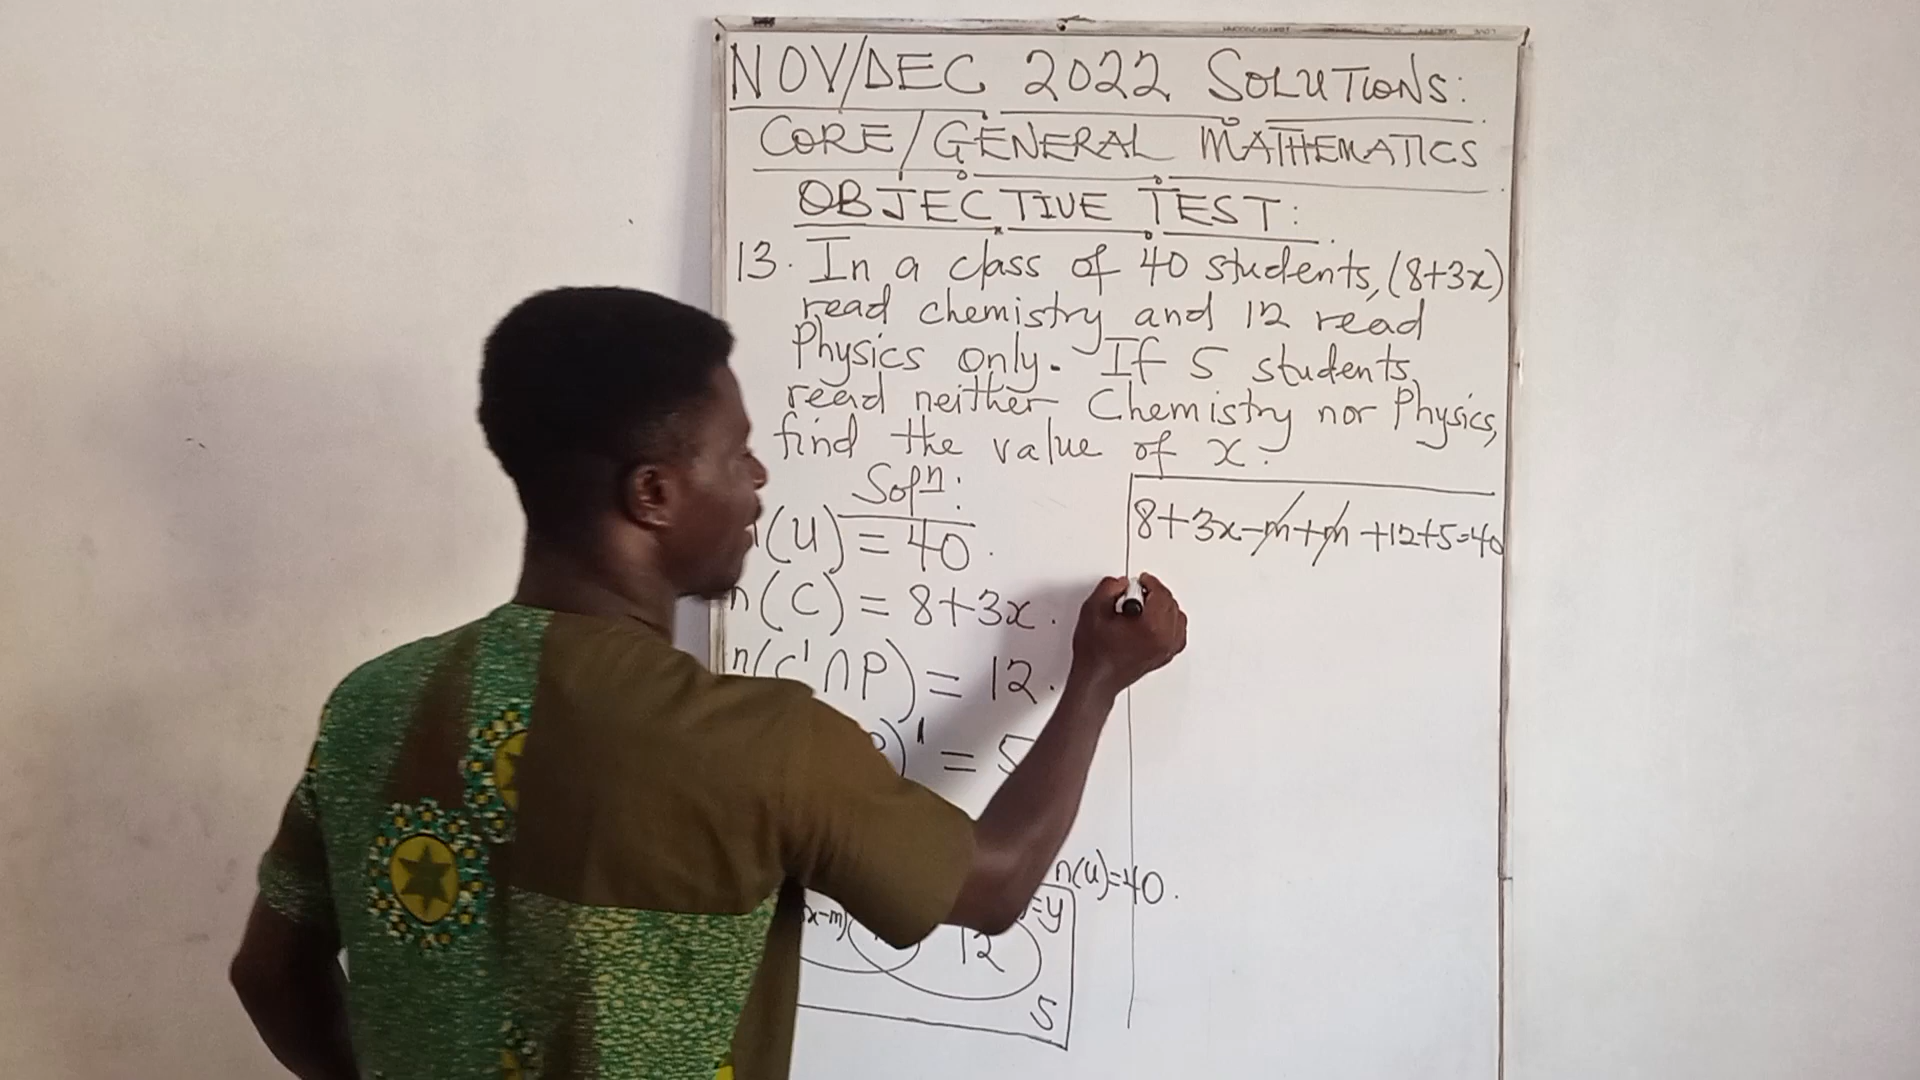 NOV/DEC 2022 SOLUTIONS:
CORE/GENERAL MATHEMATICS
OBJECTIVE TEST:
13. In a class of 40 students, (8+3x)
read chemistry and 12 read
Physics only. If 5 students
read neither Chemistry nor Physics,
find the value of x.
Solⁿ:
n(U) = 40.
n(C) = 8+3x.
n(C'∩P) = 12.
)' = 5
n(U)=40.
x-m)
=y
12
5
8+3x-m+m+12+5=40